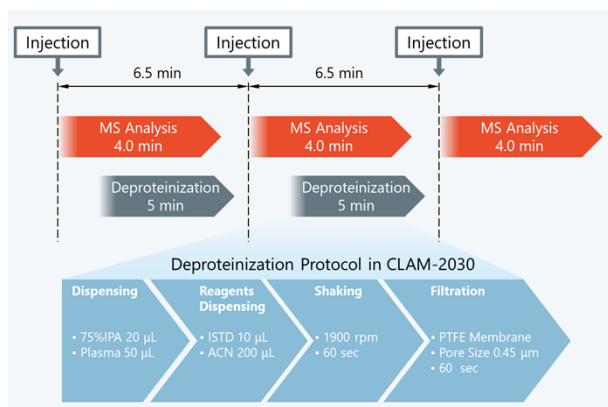 Injection
Injection
Injection
6.5 min
6.5 min
MS Analysis
4.0 min
MS Analysis
4.0 min
MS Analysis
4.0 min
Deproteinization
5 min
Deproteinization
5 min
Deproteinization Protocol in CLAM-2030
Dispensing
• 75%IPA 20 µL
• Plasma 50 µL
Reagents
Dispensing
• ISTD 10 µL
• ACN 200 µL
Shaking
• 1900 rpm
• 60 sec
Filtration
• PTFE Membrane
• Pore Size 0.45 µm
• 60 sec